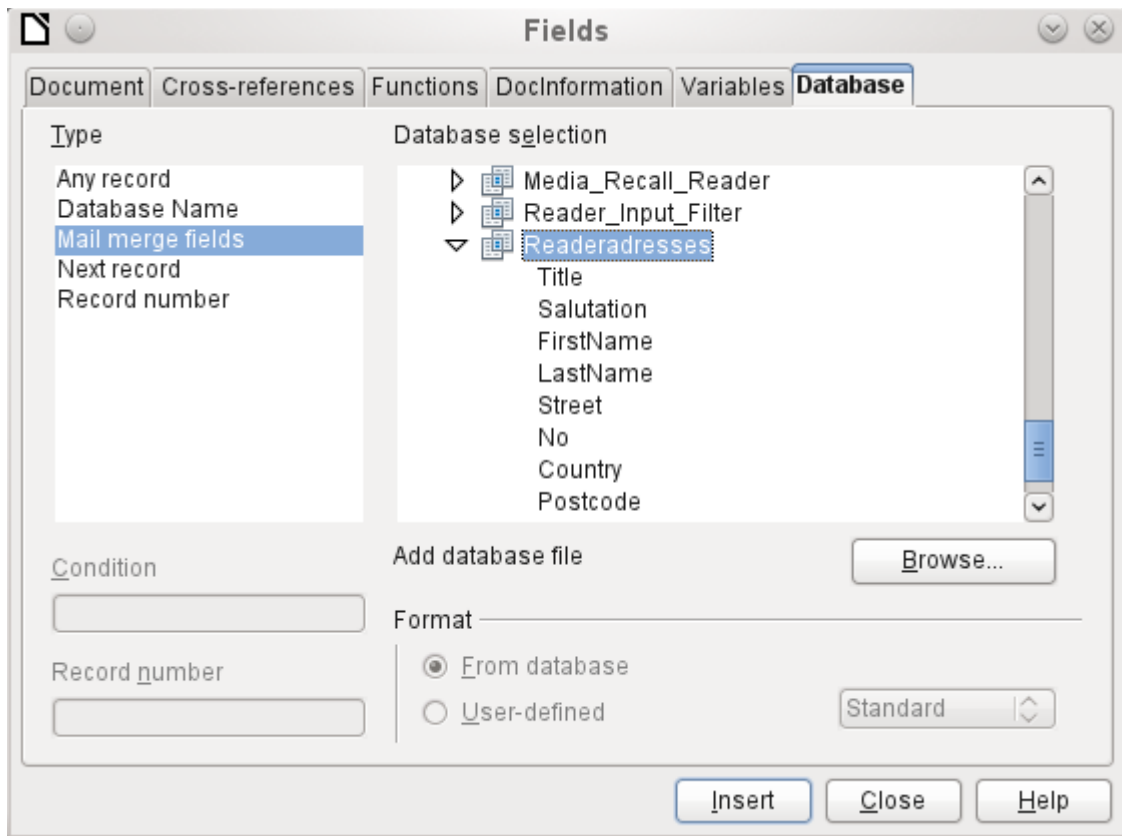 Fields
Document Cross-references Functions DocInformation Variables Database
Type
Any record
Database Name
Mail merge fields
Next record
Record number
Condition
Record number
Database selection
Media_Recall_Reader
Reader_Input_Filter
Readeradresses
Title
Salutation
FirstName
LastName
Street
No
Country
Postcode
Add database file
Browse...
Format
From database
User-defined
Standard
Insert Close Help